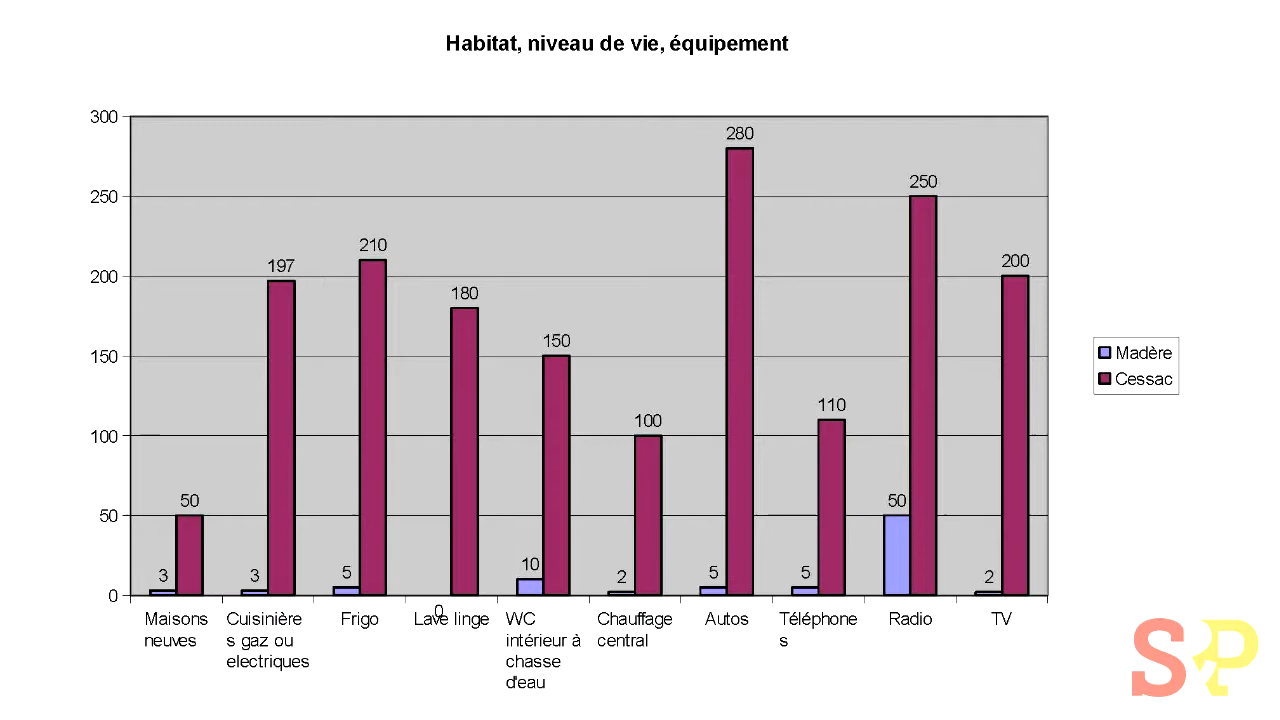 Habitat, niveau de vie, équipement
300
250
200
150
100
50
0
3
50
3
197
5
210
0
180
10
150
2
100
5
280
5
110
50
250
2
200
Maisons
neuves
Cuisinière
s gaz ou
electriques
Frigo
Lave linge
WC
intérieur à
chasse
d'eau
Chauffage
central
Autos
Téléphone
s
Radio
TV
Madère
Cessac
SP